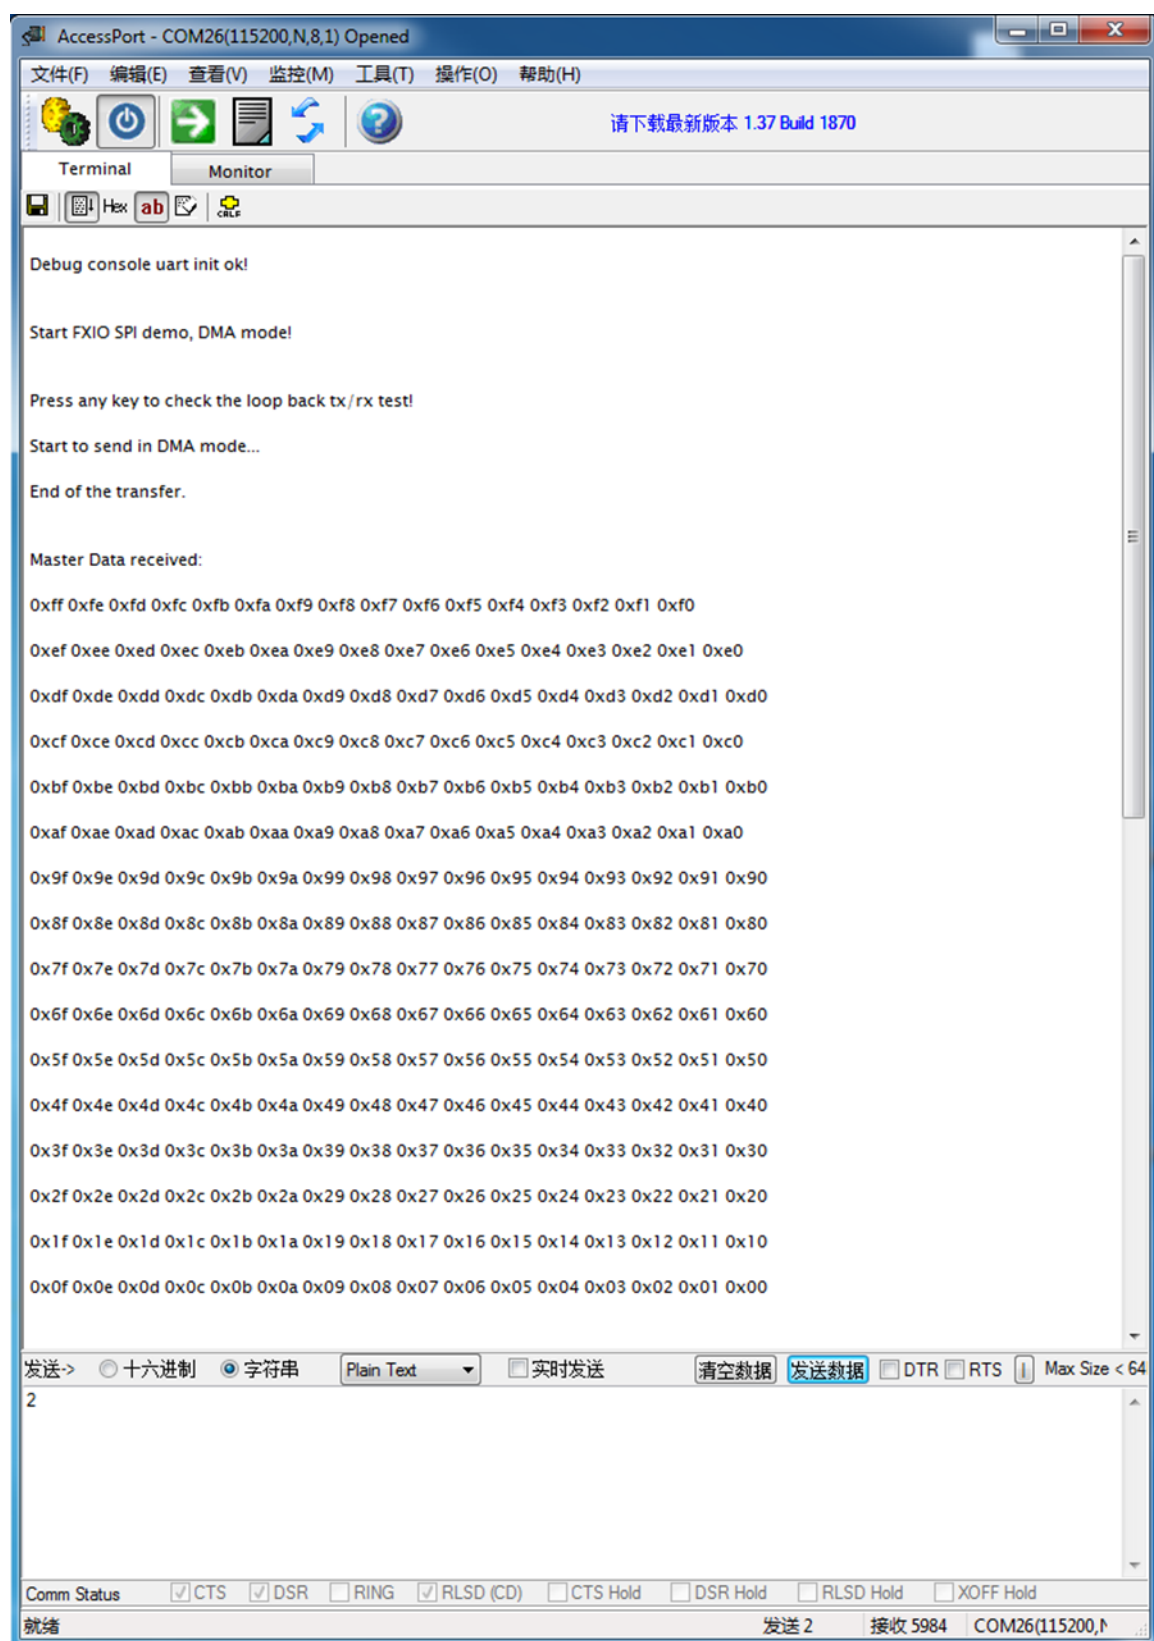 AccessPort - COM26(115200,N,8,1) Opened
文件(F) 编辑(E) 查看(V) 监控(M) 工具(T) 操作(O) 帮助(H)
请下载最新版本 1.37 Build 1870
Terminal Monitor
Hex ab CRLF
Debug console uart init ok!
Start FXIO SPI demo, DMA mode!
Press any key to check the loop back tx/rx test!
Start to send in DMA mode...
End of the transfer.
Master Data received:
0xff 0xfe 0xfd 0xfc 0xfb 0xfa 0xf9 0xf8 0xf7 0xf6 0xf5 0xf4 0xf3 0xf2 0xf1 0xf0
0xef 0xee 0xed 0xec 0xeb 0xea 0xe9 0xe8 0xe7 0xe6 0xe5 0xe4 0xe3 0xe2 0xe1 0xe0
0xdf 0xde 0xdd 0xdc 0xdb 0xda 0xd9 0xd8 0xd7 0xd6 0xd5 0xd4 0xd3 0xd2 0xd1 0xd0
0xcf 0xce 0xcd 0xcc 0xcb 0xca 0xc9 0xc8 0xc7 0xc6 0xc5 0xc4 0xc3 0xc2 0xc1 0xc0
0xbf 0xbe 0xbd 0xbc 0xbb 0xba 0xb9 0xb8 0xb7 0xb6 0xb5 0xb4 0xb3 0xb2 0xb1 0xb0
0xaf 0xae 0xad 0xac 0xab 0xaa 0xa9 0xa8 0xa7 0xa6 0xa5 0xa4 0xa3 0xa2 0xa1 0xa0
0x9f 0x9e 0x9d 0x9c 0x9b 0x9a 0x99 0x98 0x97 0x96 0x95 0x94 0x93 0x92 0x91 0x90
0x8f 0x8e 0x8d 0x8c 0x8b 0x8a 0x89 0x88 0x87 0x86 0x85 0x84 0x83 0x82 0x81 0x80
0x7f 0x7e 0x7d 0x7c 0x7b 0x7a 0x79 0x78 0x77 0x76 0x75 0x74 0x73 0x72 0x71 0x70
0x6f 0x6e 0x6d 0x6c 0x6b 0x6a 0x69 0x68 0x67 0x66 0x65 0x64 0x63 0x62 0x61 0x60
0x5f 0x5e 0x5d 0x5c 0x5b 0x5a 0x59 0x58 0x57 0x56 0x55 0x54 0x53 0x52 0x51 0x50
0x4f 0x4e 0x4d 0x4c 0x4b 0x4a 0x49 0x48 0x47 0x46 0x45 0x44 0x43 0x42 0x41 0x40
0x3f 0x3e 0x3d 0x3c 0x3b 0x3a 0x39 0x38 0x37 0x36 0x35 0x34 0x33 0x32 0x31 0x30
0x2f 0x2e 0x2d 0x2c 0x2b 0x2a 0x29 0x28 0x27 0x26 0x25 0x24 0x23 0x22 0x21 0x20
0x1f 0x1e 0x1d 0x1c 0x1b 0x1a 0x19 0x18 0x17 0x16 0x15 0x14 0x13 0x12 0x11 0x10
0x0f 0x0e 0x0d 0x0c 0x0b 0x0a 0x09 0x08 0x07 0x06 0x05 0x04 0x03 0x02 0x01 0x00
发送-> 十六进制 字符串 Plain Text 实时发送 清空数据 发送数据 DTR RTS Max Size < 64
2
Comm Status CTS DSR RING RLSD (CD) CTS Hold DSR Hold RLSD Hold XOFF Hold
就绪 发送 2 接收 5984 COM26(115200,N